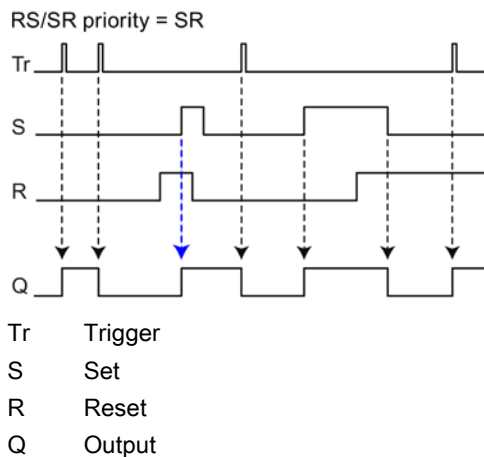 RS/SR priority = SR
Tr
S
R
Q
Tr Trigger
S Set
R Reset
Q Output